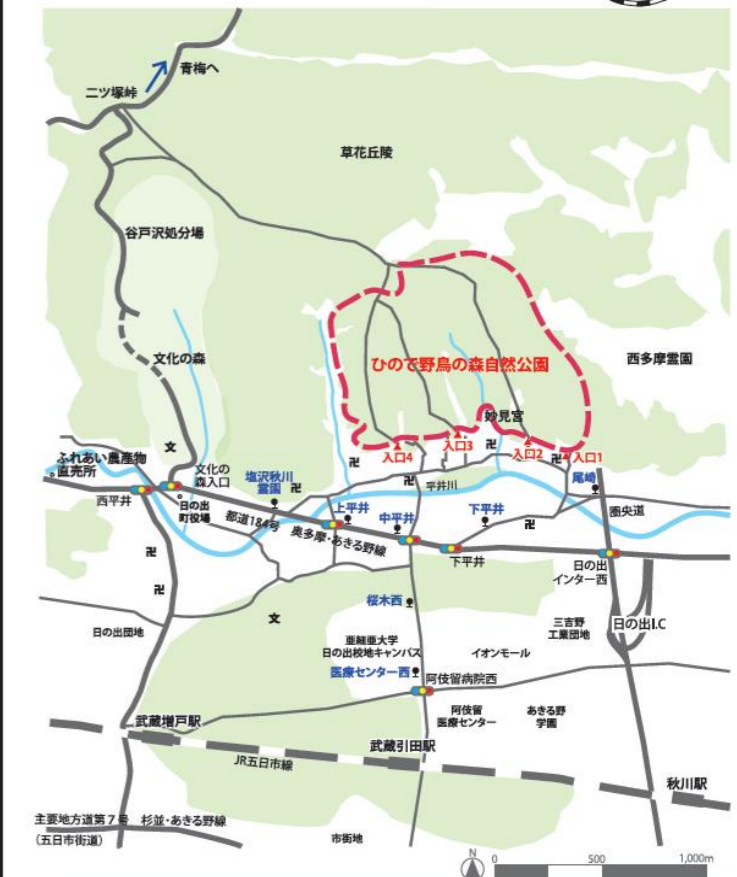 青梅へ
二ツ塚峠
草花丘陵
谷戸沢処分場
文化の森
ひので野鳥の森自然公園
西多摩霊園
妙見宮
入口4
入口3
入口2
入口1
文
卍
卍
卍
卍
卍
ふれあい農産物
直売所
文化の
森入口
塩沢秋川
霊園
平井川
尾崎
西平井
日の出
町役場
都道184号
奥多摩・あきる野線
上平井
中平井
下平井
卍
圏央道
下平井
日の出
インター西
卍
卍
桜木西
文
日の出団地
亜細亜大学
日の出校地キャンパス
イオンモール
三吉野
工業団地
日の出I.C
医療センター西
阿伎留病院西
阿伎留
医療センター
あきる野
学園
武蔵増戸駅
武蔵引田駅
JR五日市線
秋川駅
主要地方道第7号 杉並・あきる野線
(五日市街道)
市街地
N
0 500 1,000m